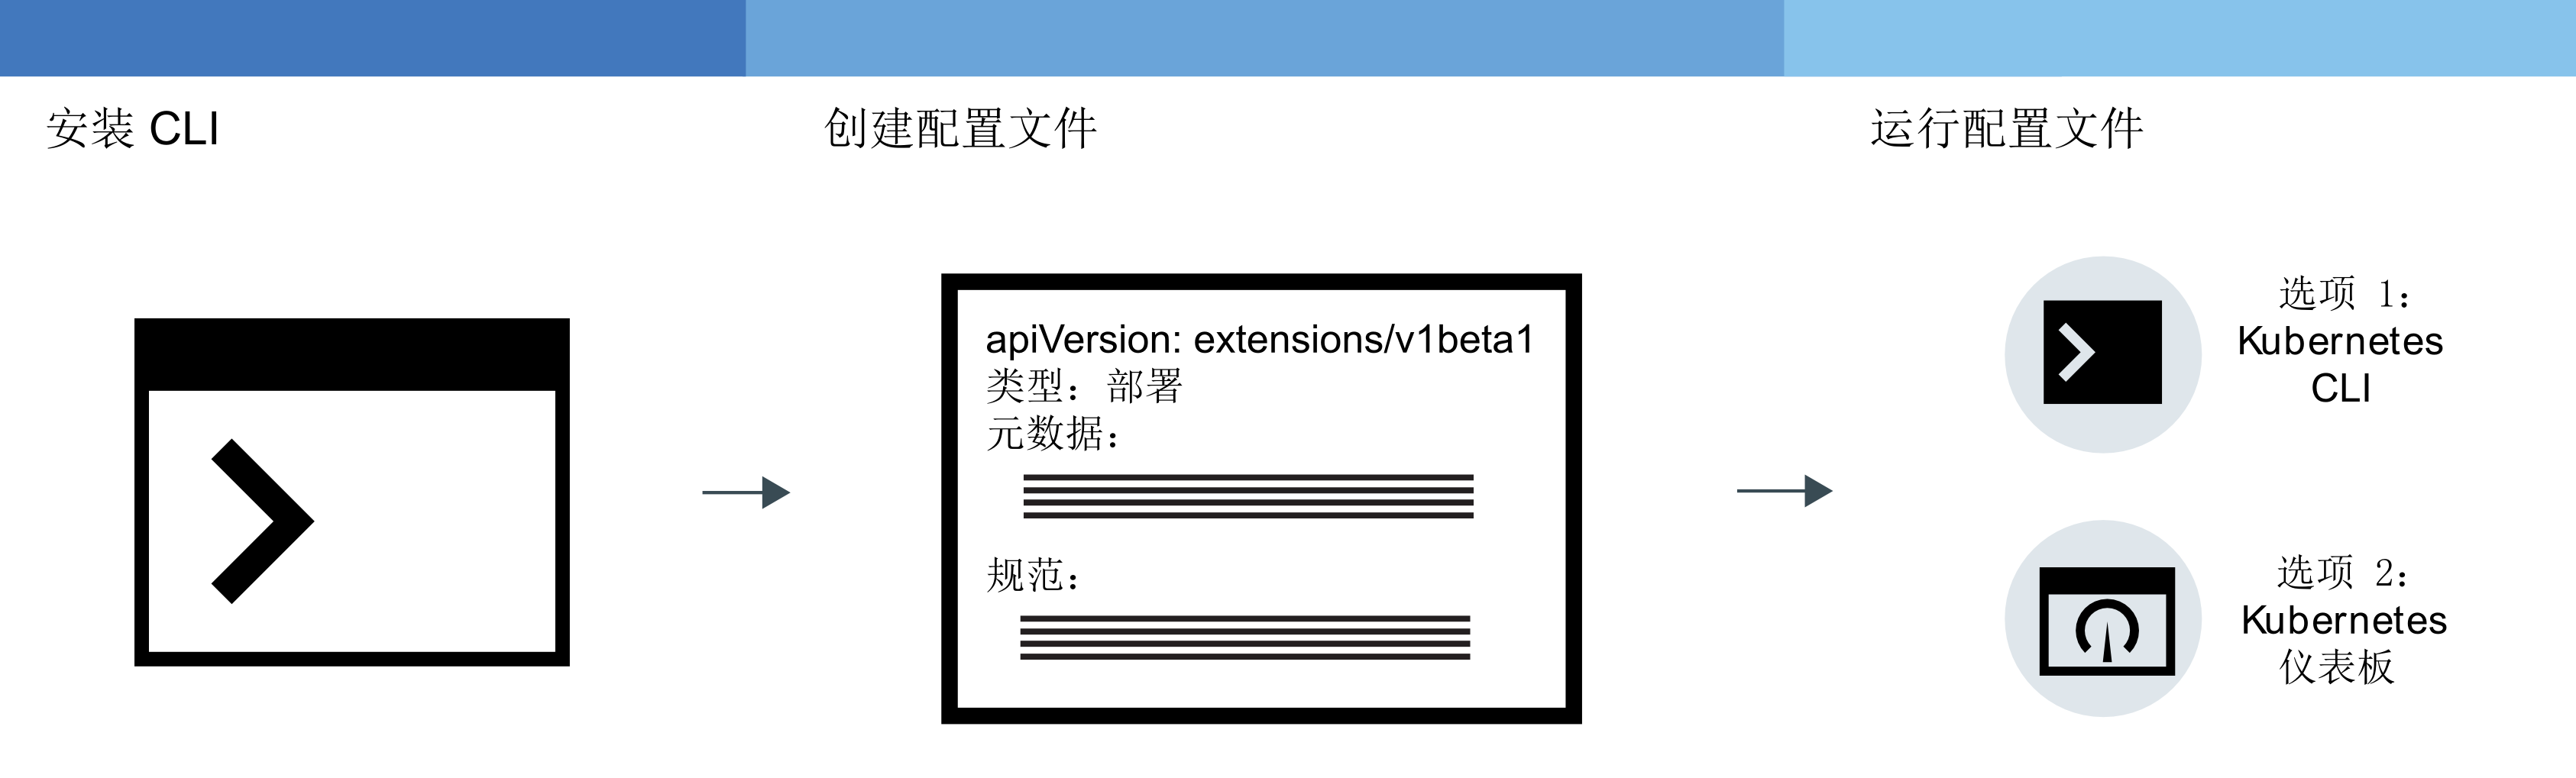 安装 CLI
创建配置文件
运行配置文件
apiVersion: extensions/v1beta1
类型：部署
元数据：
规范：
选项 1：
Kubernetes
CLI
选项 2：
Kubernetes
仪表板